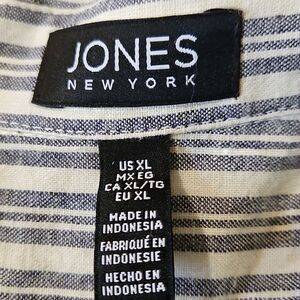 JONES
NEW YORK
US XL
MX EG
CA XL/TG
EU XL
MADE IN
INDONESIA
FABRIQUÉ EN
INDONESIE
HECHO EN
INDONESIA